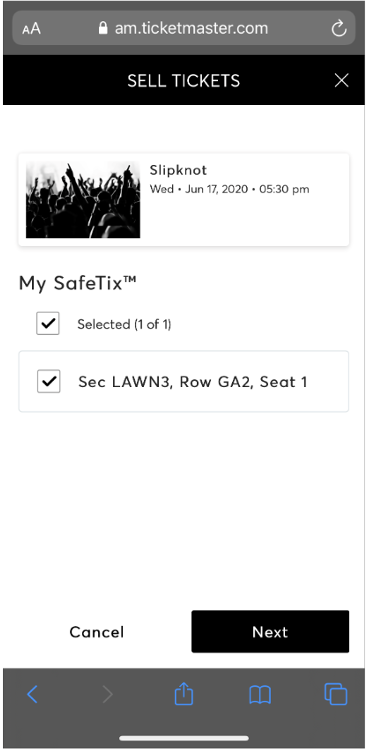 AA am.ticketmaster.com
SELL TICKETS
Slipknot
Wed • Jun 17, 2020 • 05:30 pm
My SafeTix™
Selected (1 of 1)
Sec LAWN3, Row GA2, Seat 1
Cancel Next